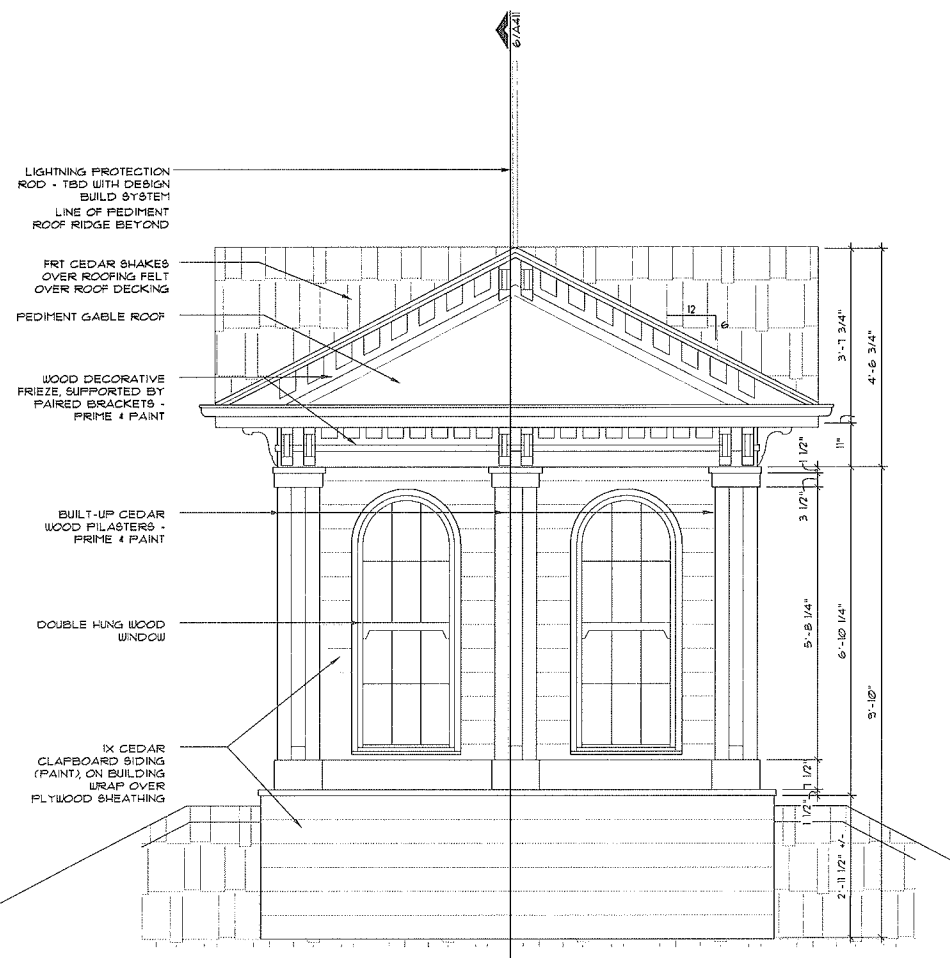 6/A411
LIGHTNING PROTECTION
ROD - TBD WITH DESIGN
BUILD SYSTEM
LINE OF PEDIMENT
ROOF RIDGE BEYOND
FRT CEDAR SHAKES
OVER ROOFING FELT
OVER ROOF DECKING
PEDIMENT GABLE ROOF
12
6
WOOD DECORATIVE
FRIEZE, SUPPORTED BY
PAIRED BRACKETS -
PRIME & PAINT
BUILT-UP CEDAR
WOOD PILASTERS -
PRIME & PAINT
DOUBLE HUNG WOOD
WINDOW
1X CEDAR
CLAPBOARD SIDING
(PAINT), ON BUILDING
WRAP OVER
PLYWOOD SHEATHING
3'-7 3/4"
4'-6 3/4"
11"
1 1/2"
3 1/2"
5'-8 1/4"
6'-10 1/4"
9'-10"
7 1/2"
1 1/2"
2'-11 1/2" +/-